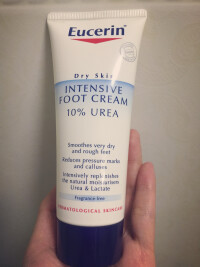 Eucerin
Dry Skin
INTENSIVE
FOOT CREAM
10% UREA
Smoothes very dry
and rough feet
Reduces pressure marks
and calluses
Intensively replenishes
the natural moisturisers
Urea & Lactate
Fragrance-free
DERMATOLOGICAL SKINCARE